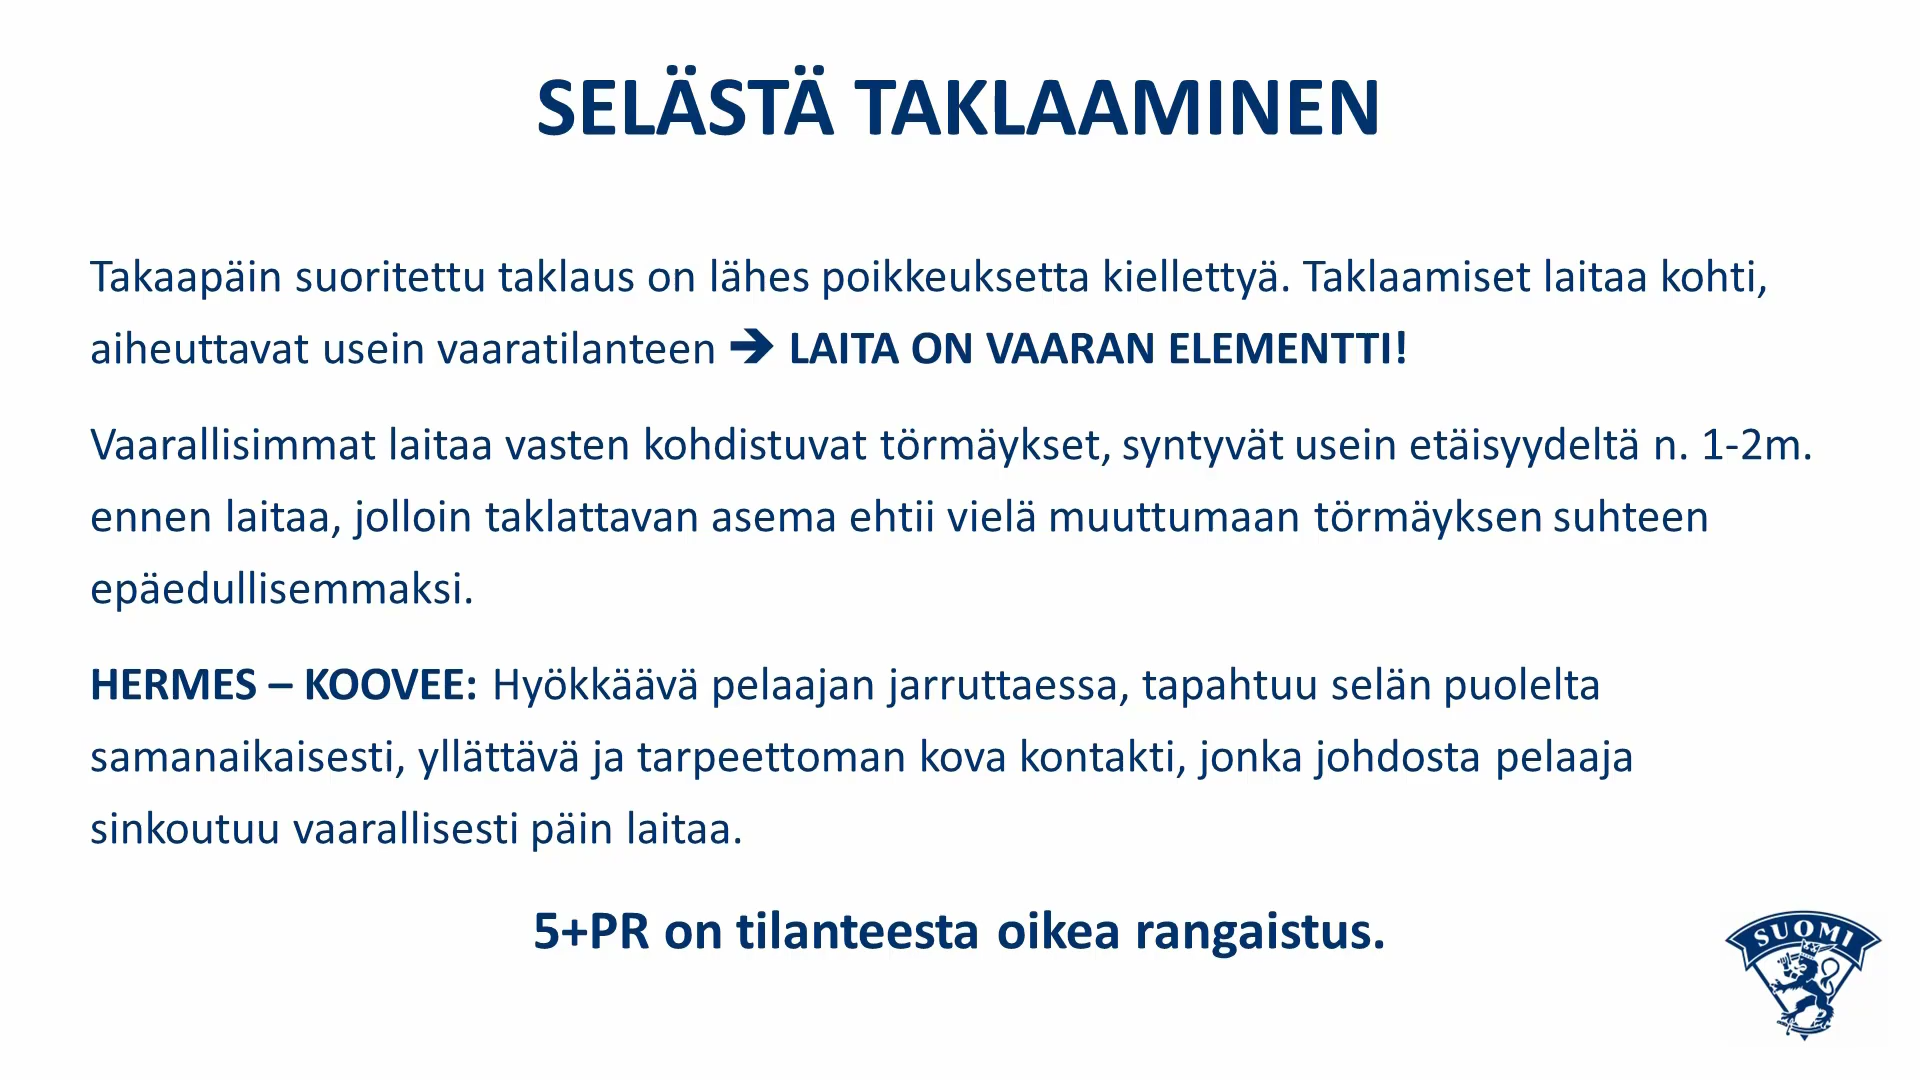 SELÄSTÄ TAKLAAMINEN
Takaapäin suoritettu taklaus on lähes poikkeuksetta kiellettyä. Taklaamiset laitaa kohti,
aiheuttavat usein vaaratilanteen ➔ LAITA ON VAARAN ELEMENTTI!
Vaarallisimmat laitaa vasten kohdistuvat törmäykset, syntyvät usein etäisyydeltä n. 1-2m.
ennen laitaa, jolloin taklattavan asema ehtii vielä muuttumaan törmäyksen suhteen
epäedullisemmaksi.
HERMES – KOOVEE: Hyökkäävä pelaajan jarruttaessa, tapahtuu selän puolelta
samanaikaisesti, yllättävä ja tarpeettoman kova kontakti, jonka johdosta pelaaja
sinkoutuu vaarallisesti päin laitaa.
5+PR on tilanteesta oikea rangaistus.
SUOMI